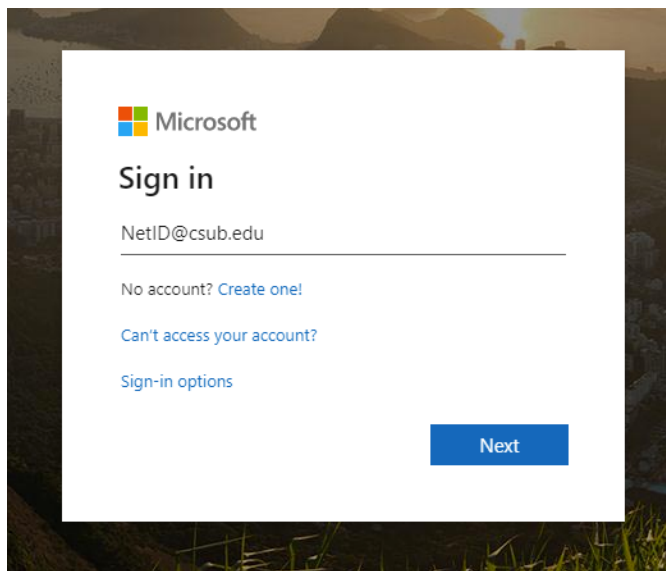 Microsoft
Sign in
NetID@csub.edu
No account? Create one!
Can't access your account?
Sign-in options
Next